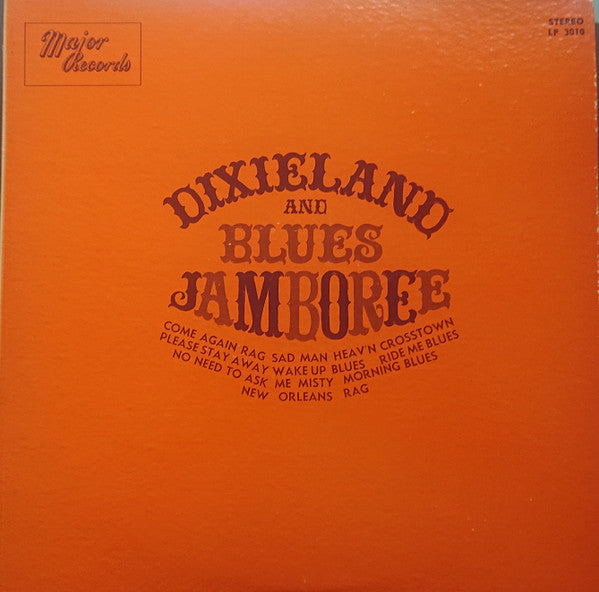 Major
Records
STEREO
LP 3010
DIXIELAND
AND
BLUES
JAMBOREE
COME AGAIN RAG SAD MAN HEAV'N CROSSTOWN
PLEASE STAY AWAY WAKE UP BLUES RIDE ME BLUES
NO NEED TO ASK ME MISTY MORNING BLUES
NEW ORLEANS RAG